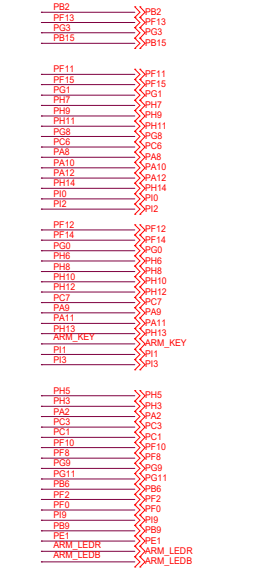 PB2 PB2
PF13 PF13
PG3 PG3
PB15 PB15
PF11 PF11
PF15 PF15
PG1 PG1
PH7 PH7
PH9 PH9
PH11 PH11
PG8 PG8
PC6 PC6
PA8 PA8
PA10 PA10
PA12 PA12
PH14 PH14
PI0 PI0
PI2 PI2
PF12 PF12
PF14 PF14
PG0 PG0
PH6 PH6
PH8 PH8
PH10 PH10
PH12 PH12
PC7 PC7
PA9 PA9
PA11 PA11
PH13 PH13
ARM_KEY ARM_KEY
PI1 PI1
PI3 PI3
PH5 PH5
PH3 PH3
PA2 PA2
PC3 PC3
PC1 PC1
PF10 PF10
PF8 PF8
PG9 PG9
PG11 PG11
PB6 PB6
PF2 PF2
PF0 PF0
PI9 PI9
PB9 PB9
PE1 PE1
ARM_LEDR ARM_LEDR
ARM_LEDB ARM_LEDB